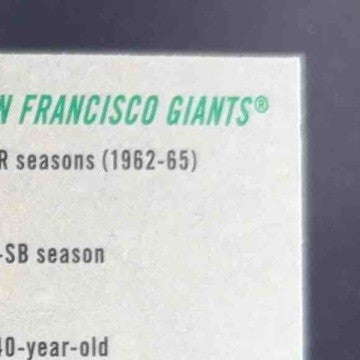 N FRANCISCO GIANTS®
R seasons (1962-65)
-SB season
40-year-old